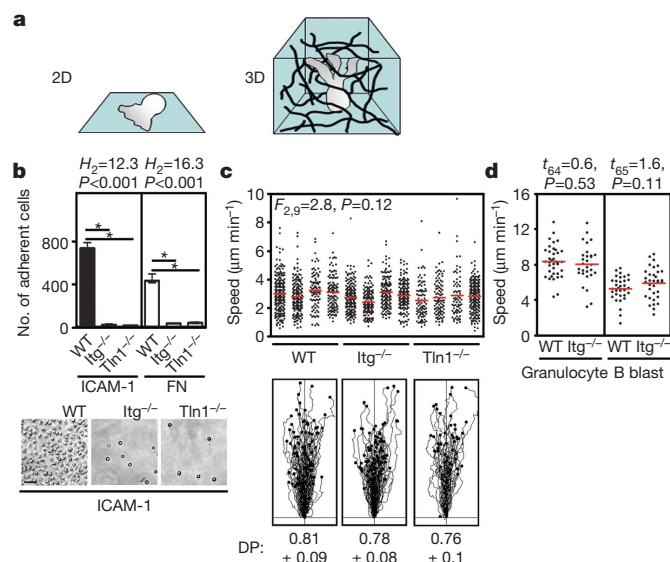 a
2D
3D
b
H2=12.3 H2=16.3
P<0.001 P<0.001
No. of adherent cells
800
400
0
*
*
*
*
WT
Itg–/–
Tln1–/–
WT
Itg–/–
Tln1–/–
ICAM-1 FN
WT Itg–/– Tln1–/–
ICAM-1
c
F2,9=2.8, P=0.12
Speed (μm min–1)
10
8
6
4
2
0
WT Itg–/– Tln1–/–
DP: 0.81 0.78 0.76
± 0.09 ± 0.08 ± 0.1
d
t64=0.6, t65=1.6,
P=0.53 P=0.11
Speed (μm min–1)
20
15
10
5
0
WT Itg–/– WT Itg–/–
Granulocyte B blast